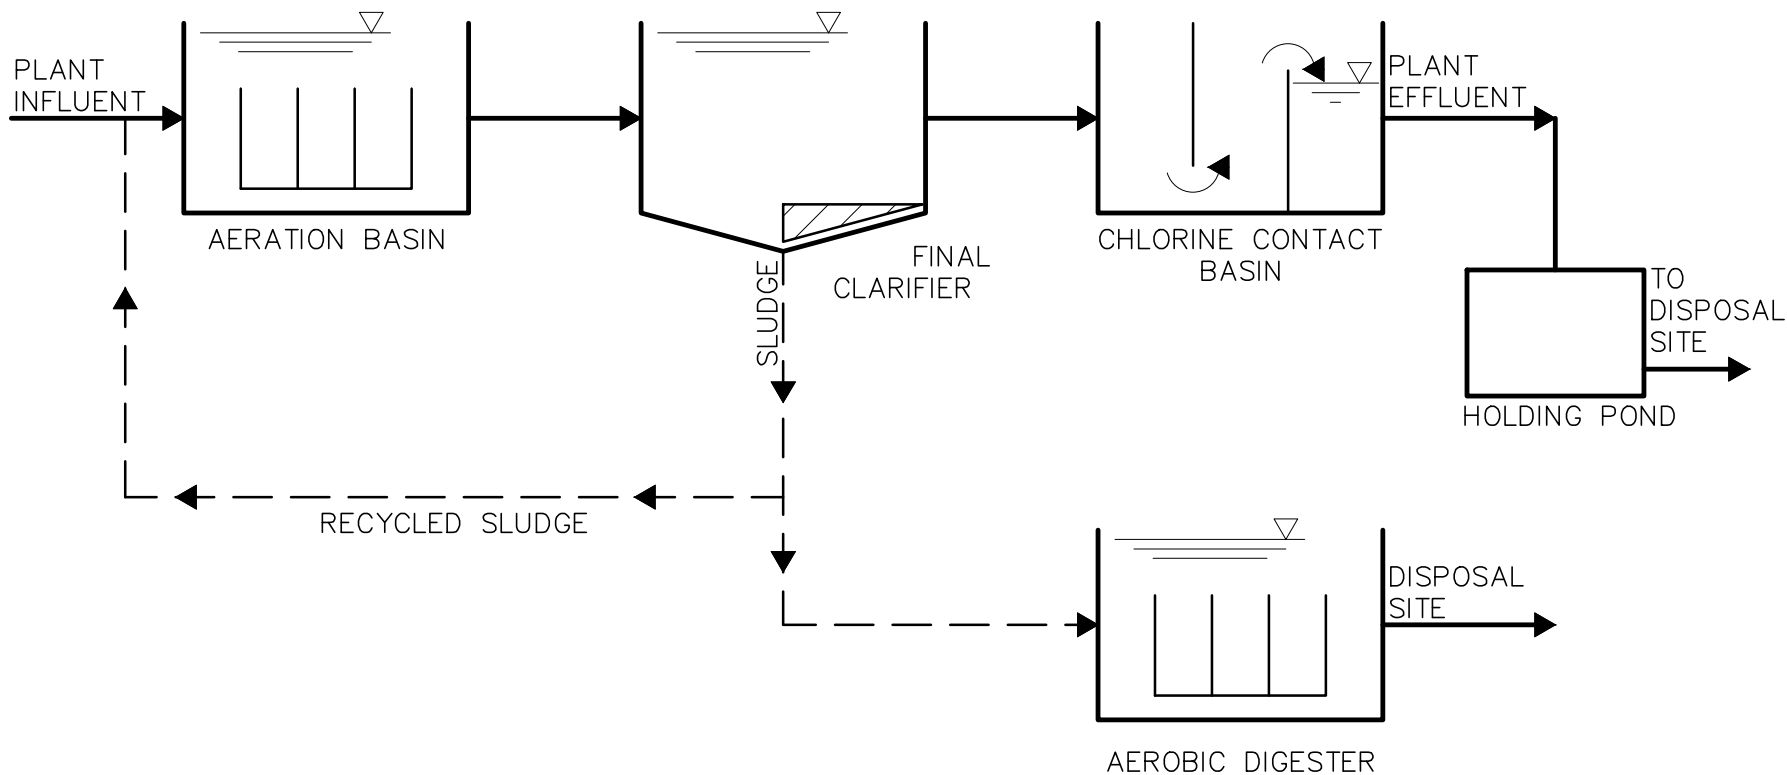 PLANT
INFLUENT
AERATION BASIN
SLUDGE
FINAL
CLARIFIER
CHLORINE CONTACT
BASIN
PLANT
EFFLUENT
TO
DISPOSAL
SITE
HOLDING POND
RECYCLED SLUDGE
DISPOSAL
SITE
AEROBIC DIGESTER